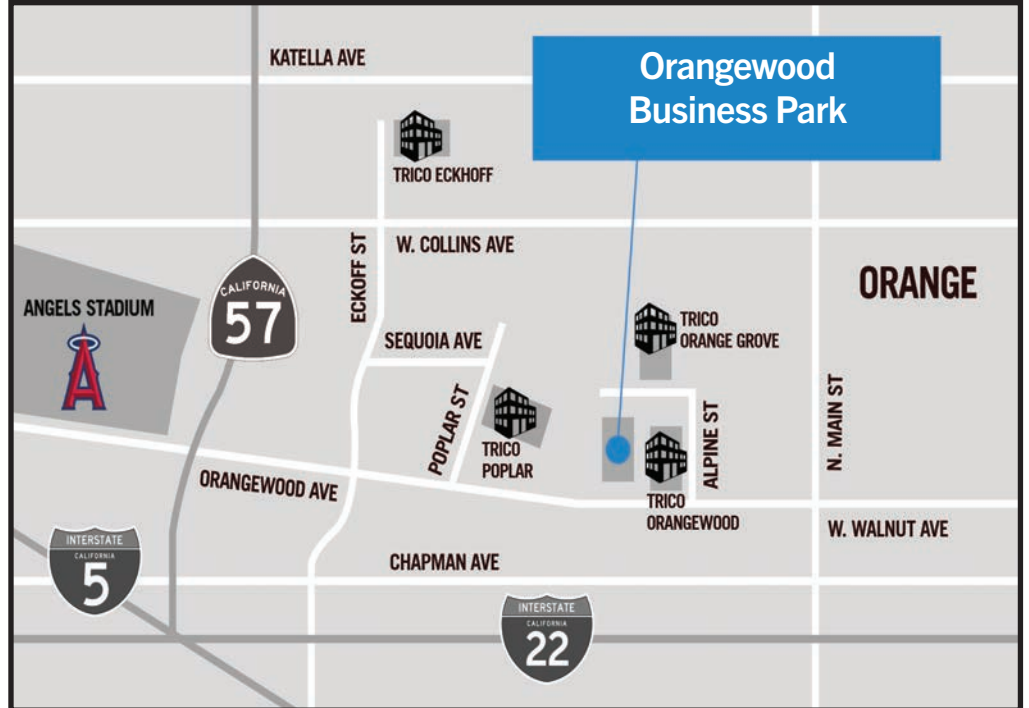 KATELLA AVE
Orangewood
Business Park
TRICO ECKHOFF
W. COLLINS AVE
ECKOFF ST
ORANGE
ANGELS STADIUM
A
CALIFORNIA
57
TRICO
ORANGE GROVE
SEQUOIA AVE
POPLAR ST
TRICO
POPLAR
ALPINE ST
N. MAIN ST
ORANGEWOOD AVE
TRICO
ORANGEWOOD
W. WALNUT AVE
INTERSTATE
CALIFORNIA
5
CHAPMAN AVE
INTERSTATE
CALIFORNIA
22